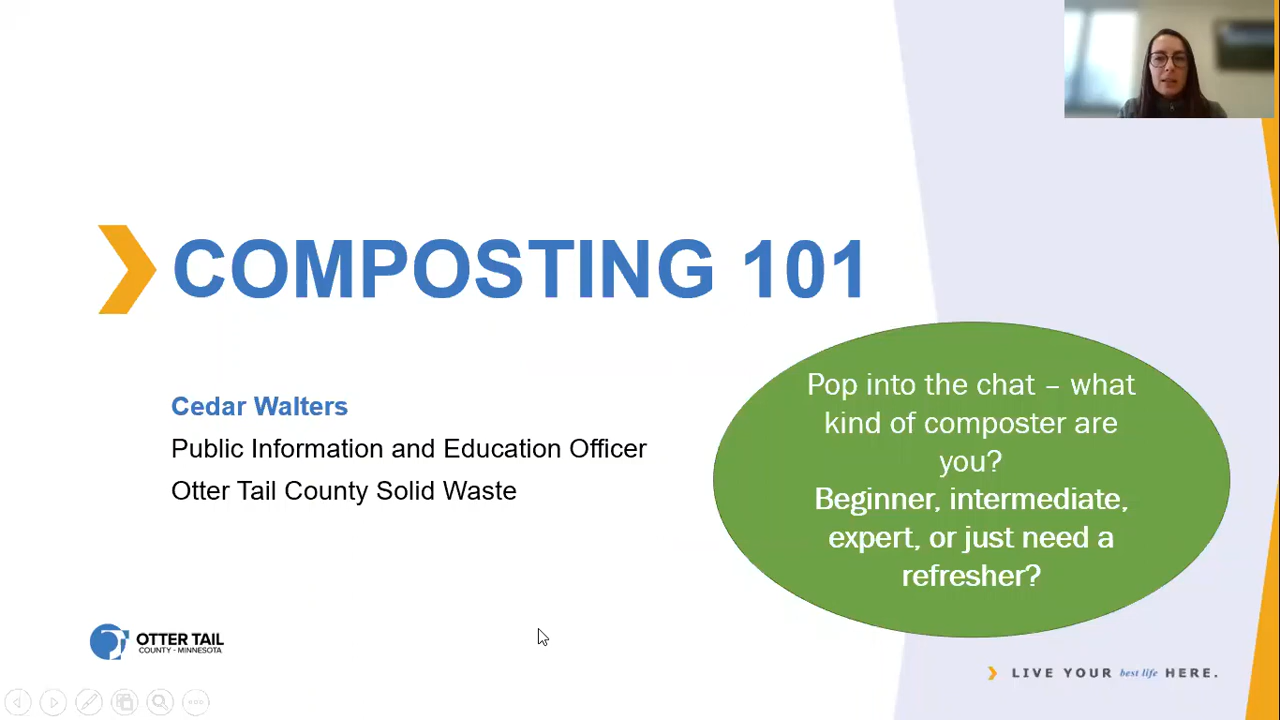 COMPOSTING 101
Cedar Walters
Public Information and Education Officer
Otter Tail County Solid Waste
Pop into the chat – what
kind of composter are
you?
Beginner, intermediate,
expert, or just need a
refresher?
OTTER TAIL
COUNTY - MINNESOTA
LIVE YOUR best life HERE.